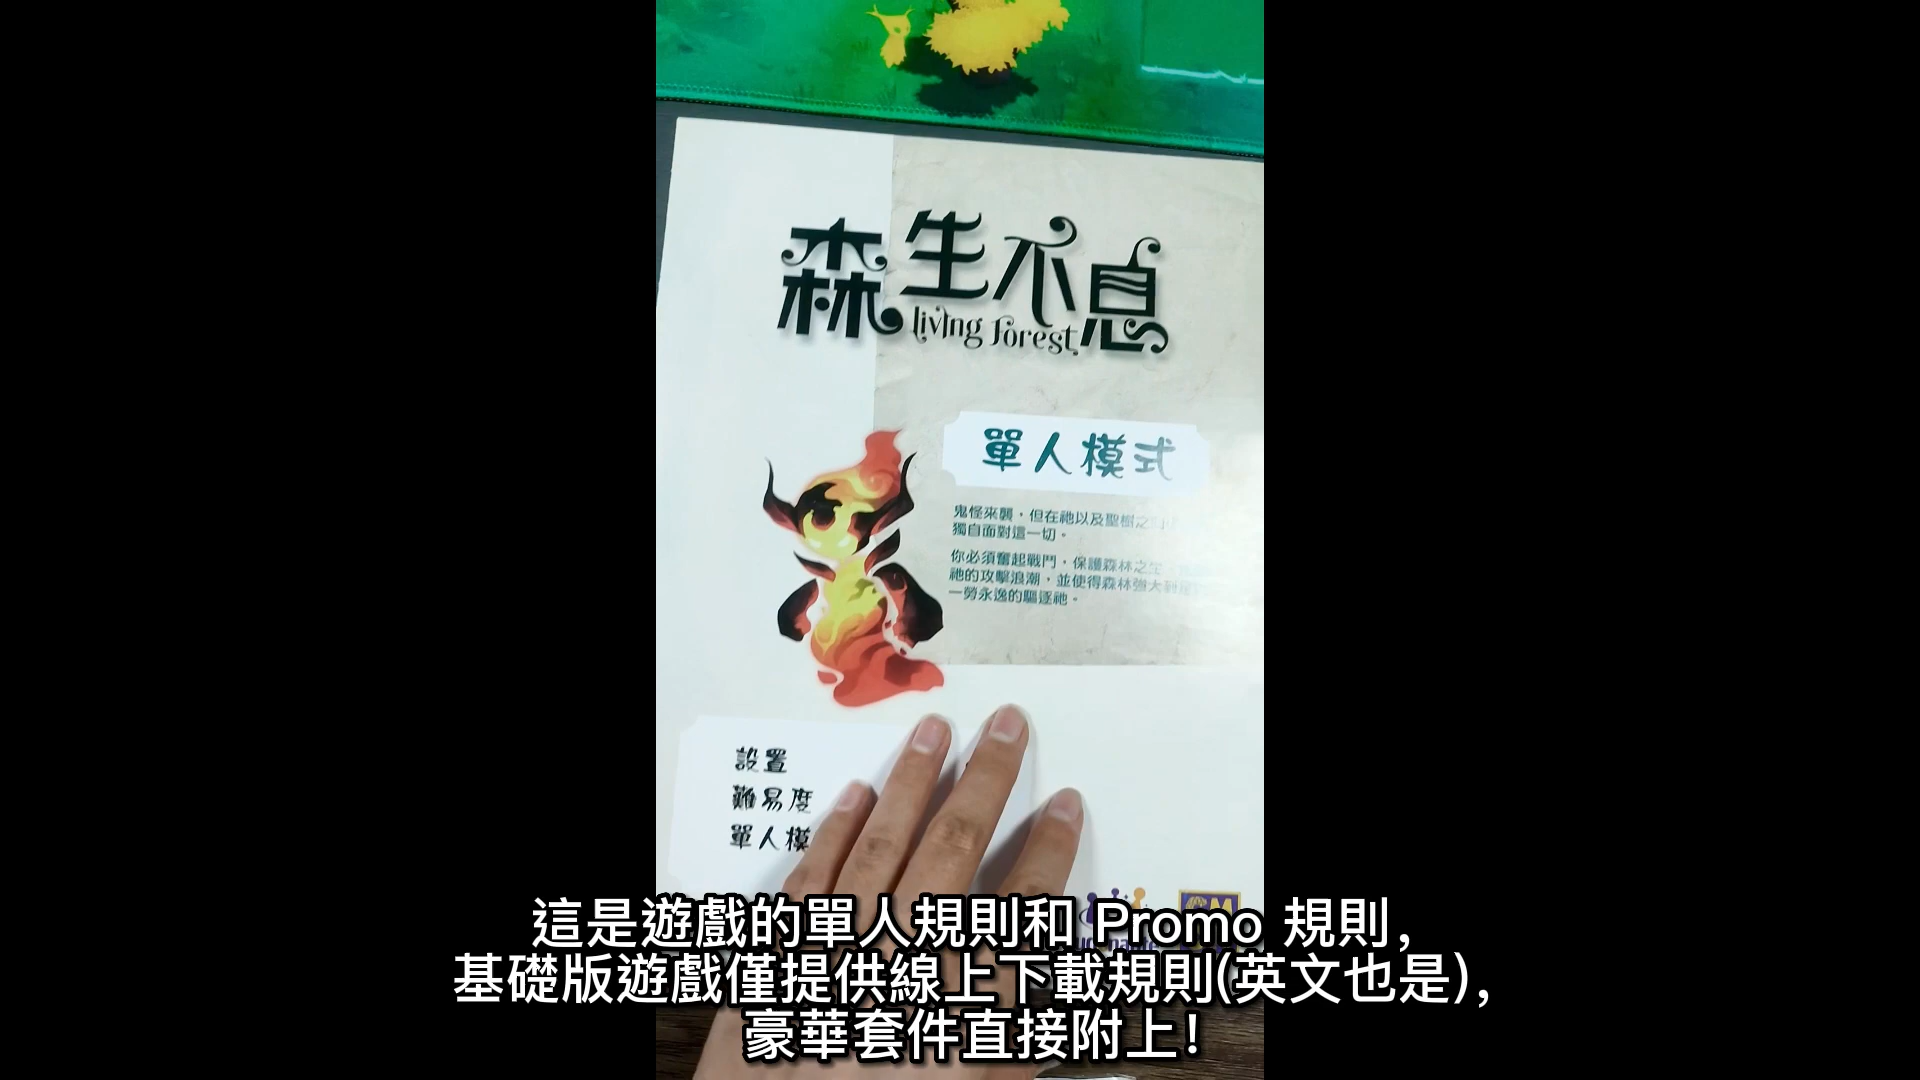 森生不息
living forest
單人模式
鬼怪來襲，但在祂以及聖樹之
獨自面對這一切。
你必須奮起戰鬥，保護森林之
祂的攻擊浪潮，並使得森林強大到
一勞永逸的驅逐祂。
設置
難易度
單人模
這是遊戲的單人規則和 Promo 規則，
基礎版遊戲僅提供線上下載規則(英文也是)，
豪華套件直接附上！